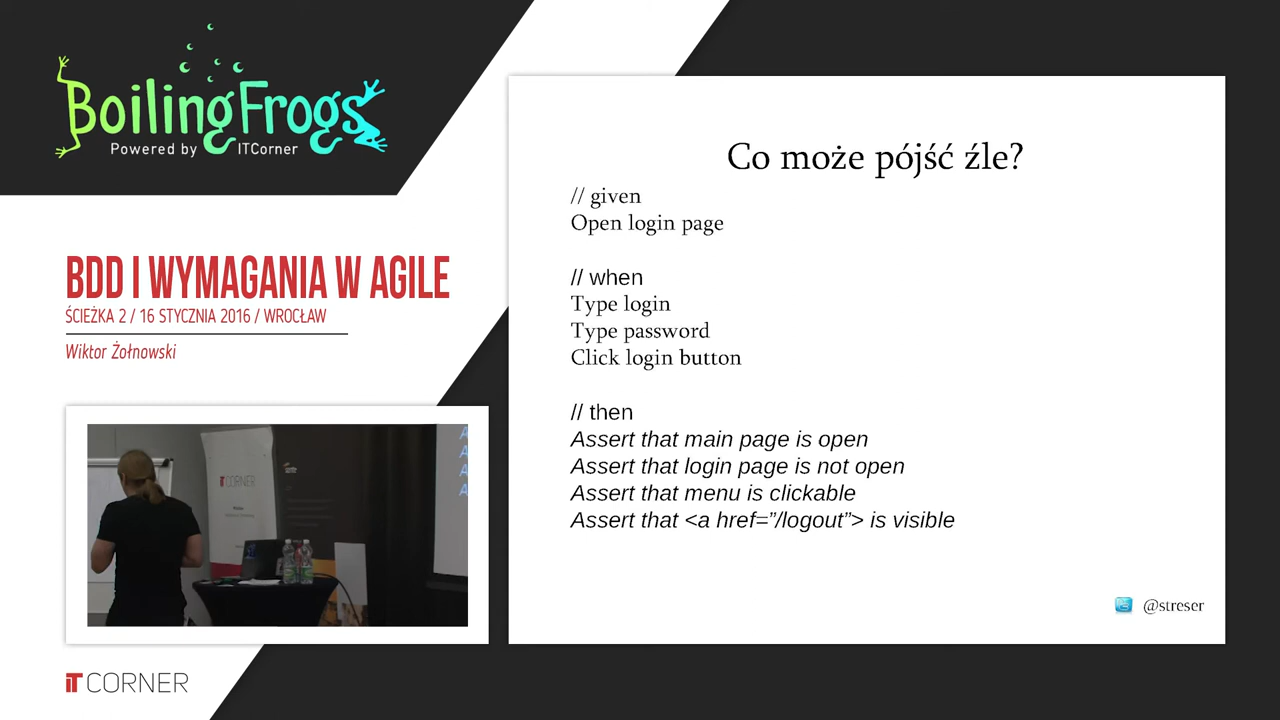 BoilingFrogs
Powered by ITCorner
BDD I WYMAGANIA W AGILE
ŚCIEŻKA 2 / 16 STYCZNIA 2016 / WROCŁAW
Wiktor Żołnowski
iTCORNER
A
A
A
A
iT CORNER
Co może pójść źle?
// given
Open login page
// when
Type login
Type password
Click login button
// then
Assert that main page is open
Assert that login page is not open
Assert that menu is clickable
Assert that <a href=”/logout”> is visible
@streser